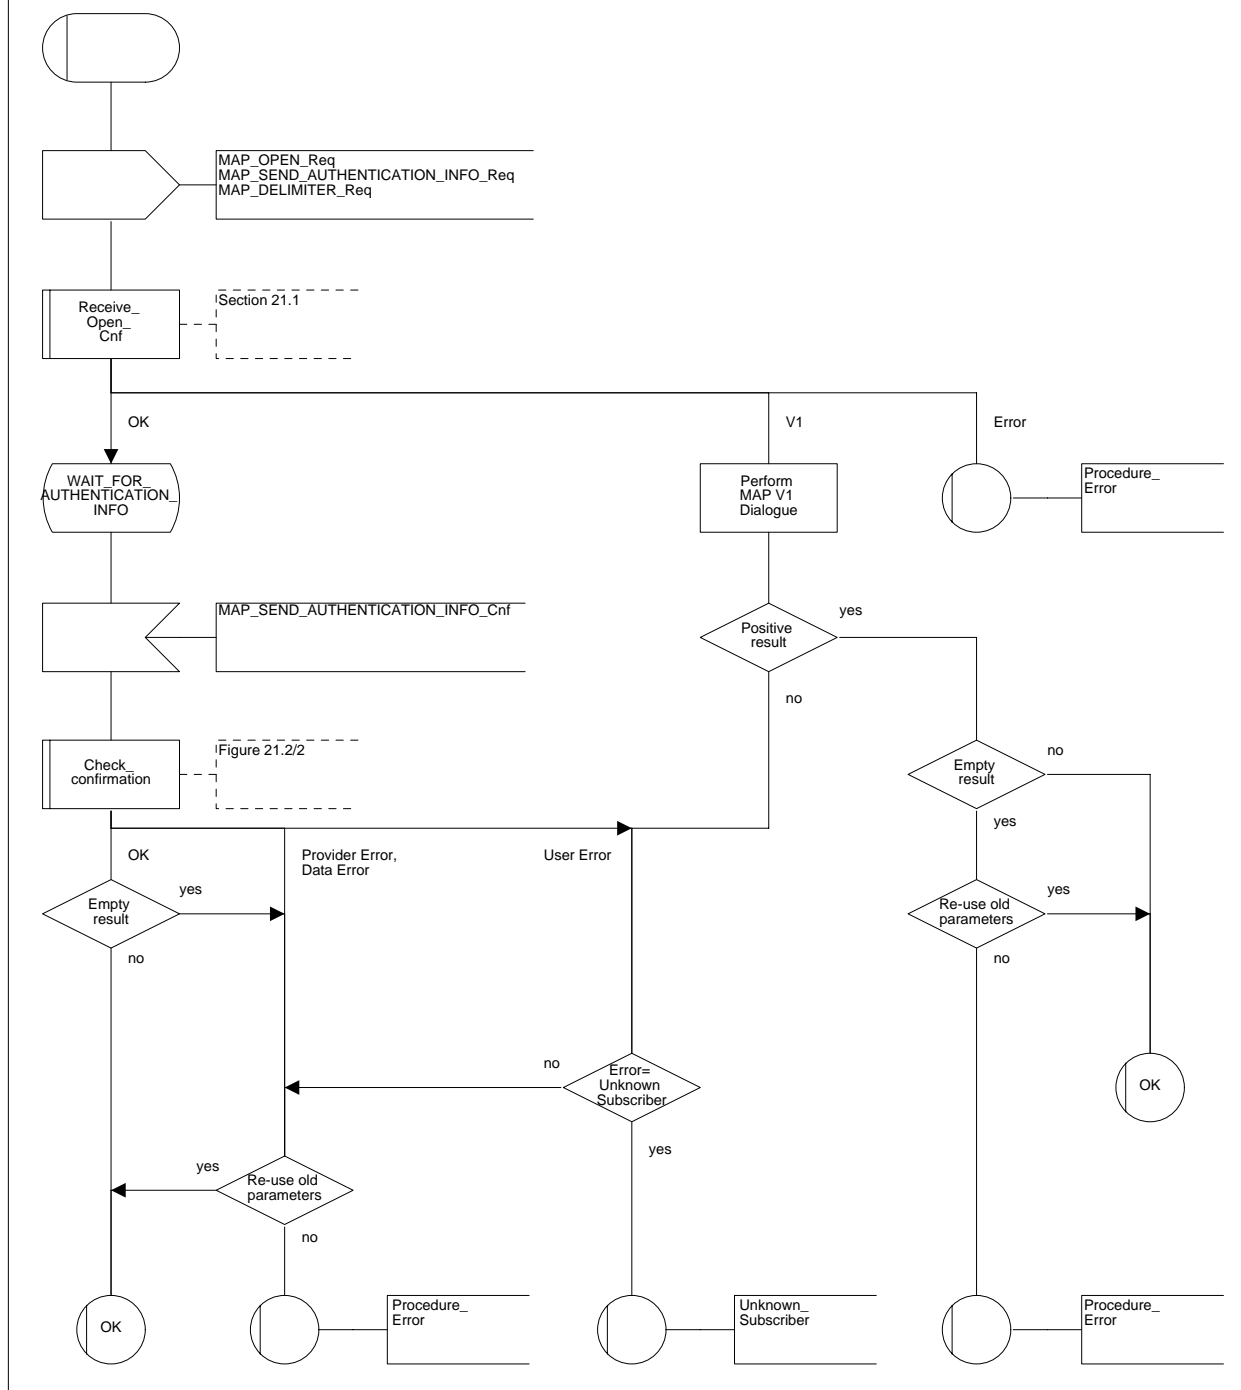 MAP_OPEN_Req
MAP_SEND_AUTHENTICATION_INFO_Req
MAP_DELIMITER_Req
Receive_
Open_
Cnf
Section 21.1
OK
V1
Error
WAIT_FOR_
AUTHENTICATION_
INFO
Perform
MAP V1
Dialogue
Procedure_
Error
MAP_SEND_AUTHENTICATION_INFO_Cnf
Positive
result
yes
no
Check_
confirmation
Figure 21.2/2
Empty
result
no
yes
OK
Provider Error,
Data Error
User Error
Empty
result
yes
no
Re-use old
parameters
yes
no
Error=
Unknown
Subscriber
no
yes
OK
Re-use old
parameters
yes
no
OK
Procedure_
Error
Unknown_
Subscriber
Procedure_
Error